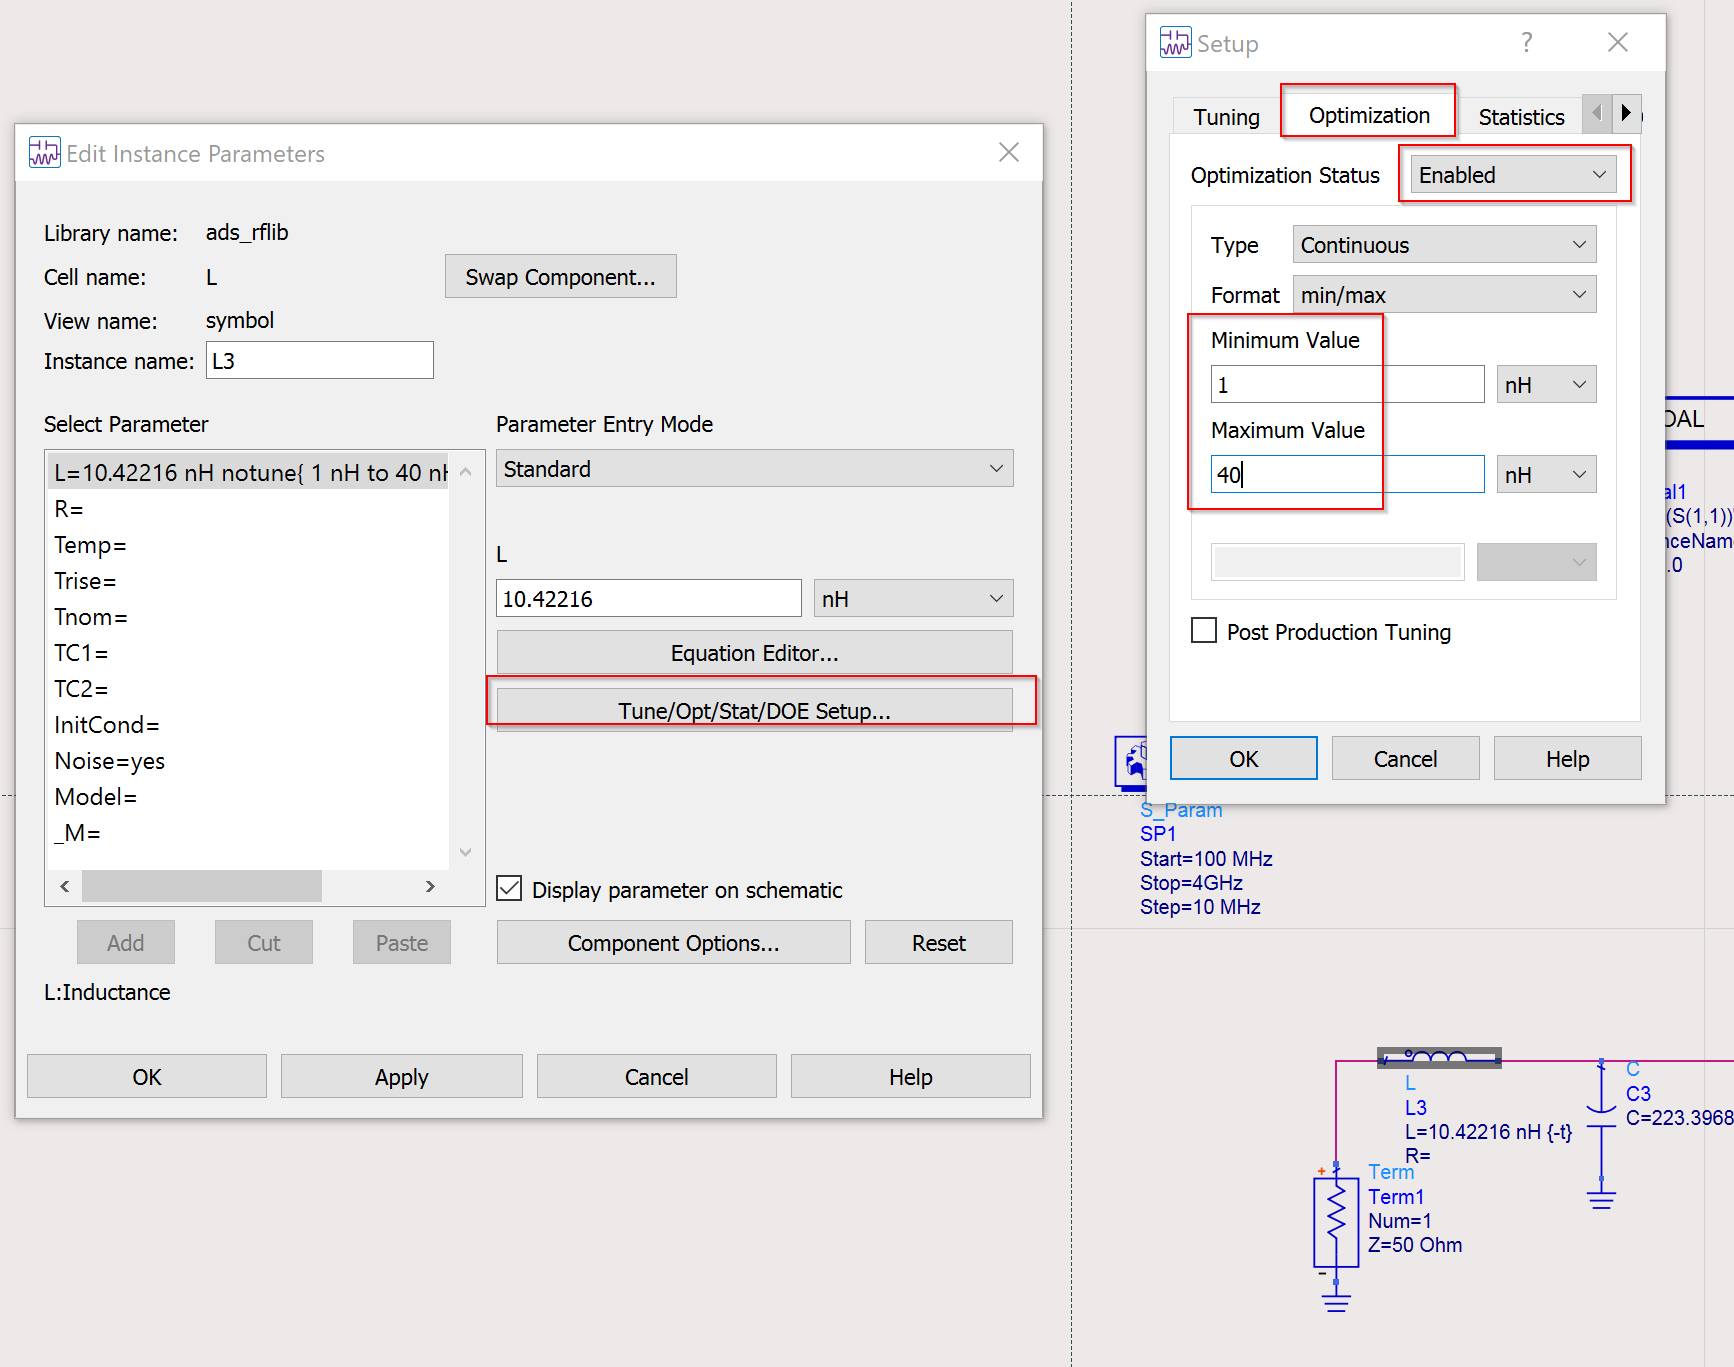 Edit Instance Parameters
Library name: ads_rflib
Cell name: L
Swap Component...
View name: symbol
Instance name: L3
Select Parameter
L=10.42216 nH notune{ 1 nH to 40 nH
R=
Temp=
Trise=
Tnom=
TC1=
TC2=
InitCond=
Noise=yes
Model=
_M=
Add
Cut
Paste
L:Inductance
Parameter Entry Mode
Standard
L
10.42216
nH
Equation Editor...
Tune/Opt/Stat/DOE Setup...
Display parameter on schematic
Component Options...
Reset
OK
Apply
Cancel
Help
Setup
?
Tuning
Optimization
Statistics
Optimization Status
Enabled
Type
Continuous
Format
min/max
Minimum Value
1
nH
Maximum Value
40
nH
Post Production Tuning
OK
Cancel
Help
OAL
al1
(S(1,1))
nceNam
.0
S_Param
SP1
Start=100 MHz
Stop=4GHz
Step=10 MHz
L
L3
L=10.42216 nH {-t}
R=
C
C3
C=223.3968
+
Term
Term1
Num=1
Z=50 Ohm
-